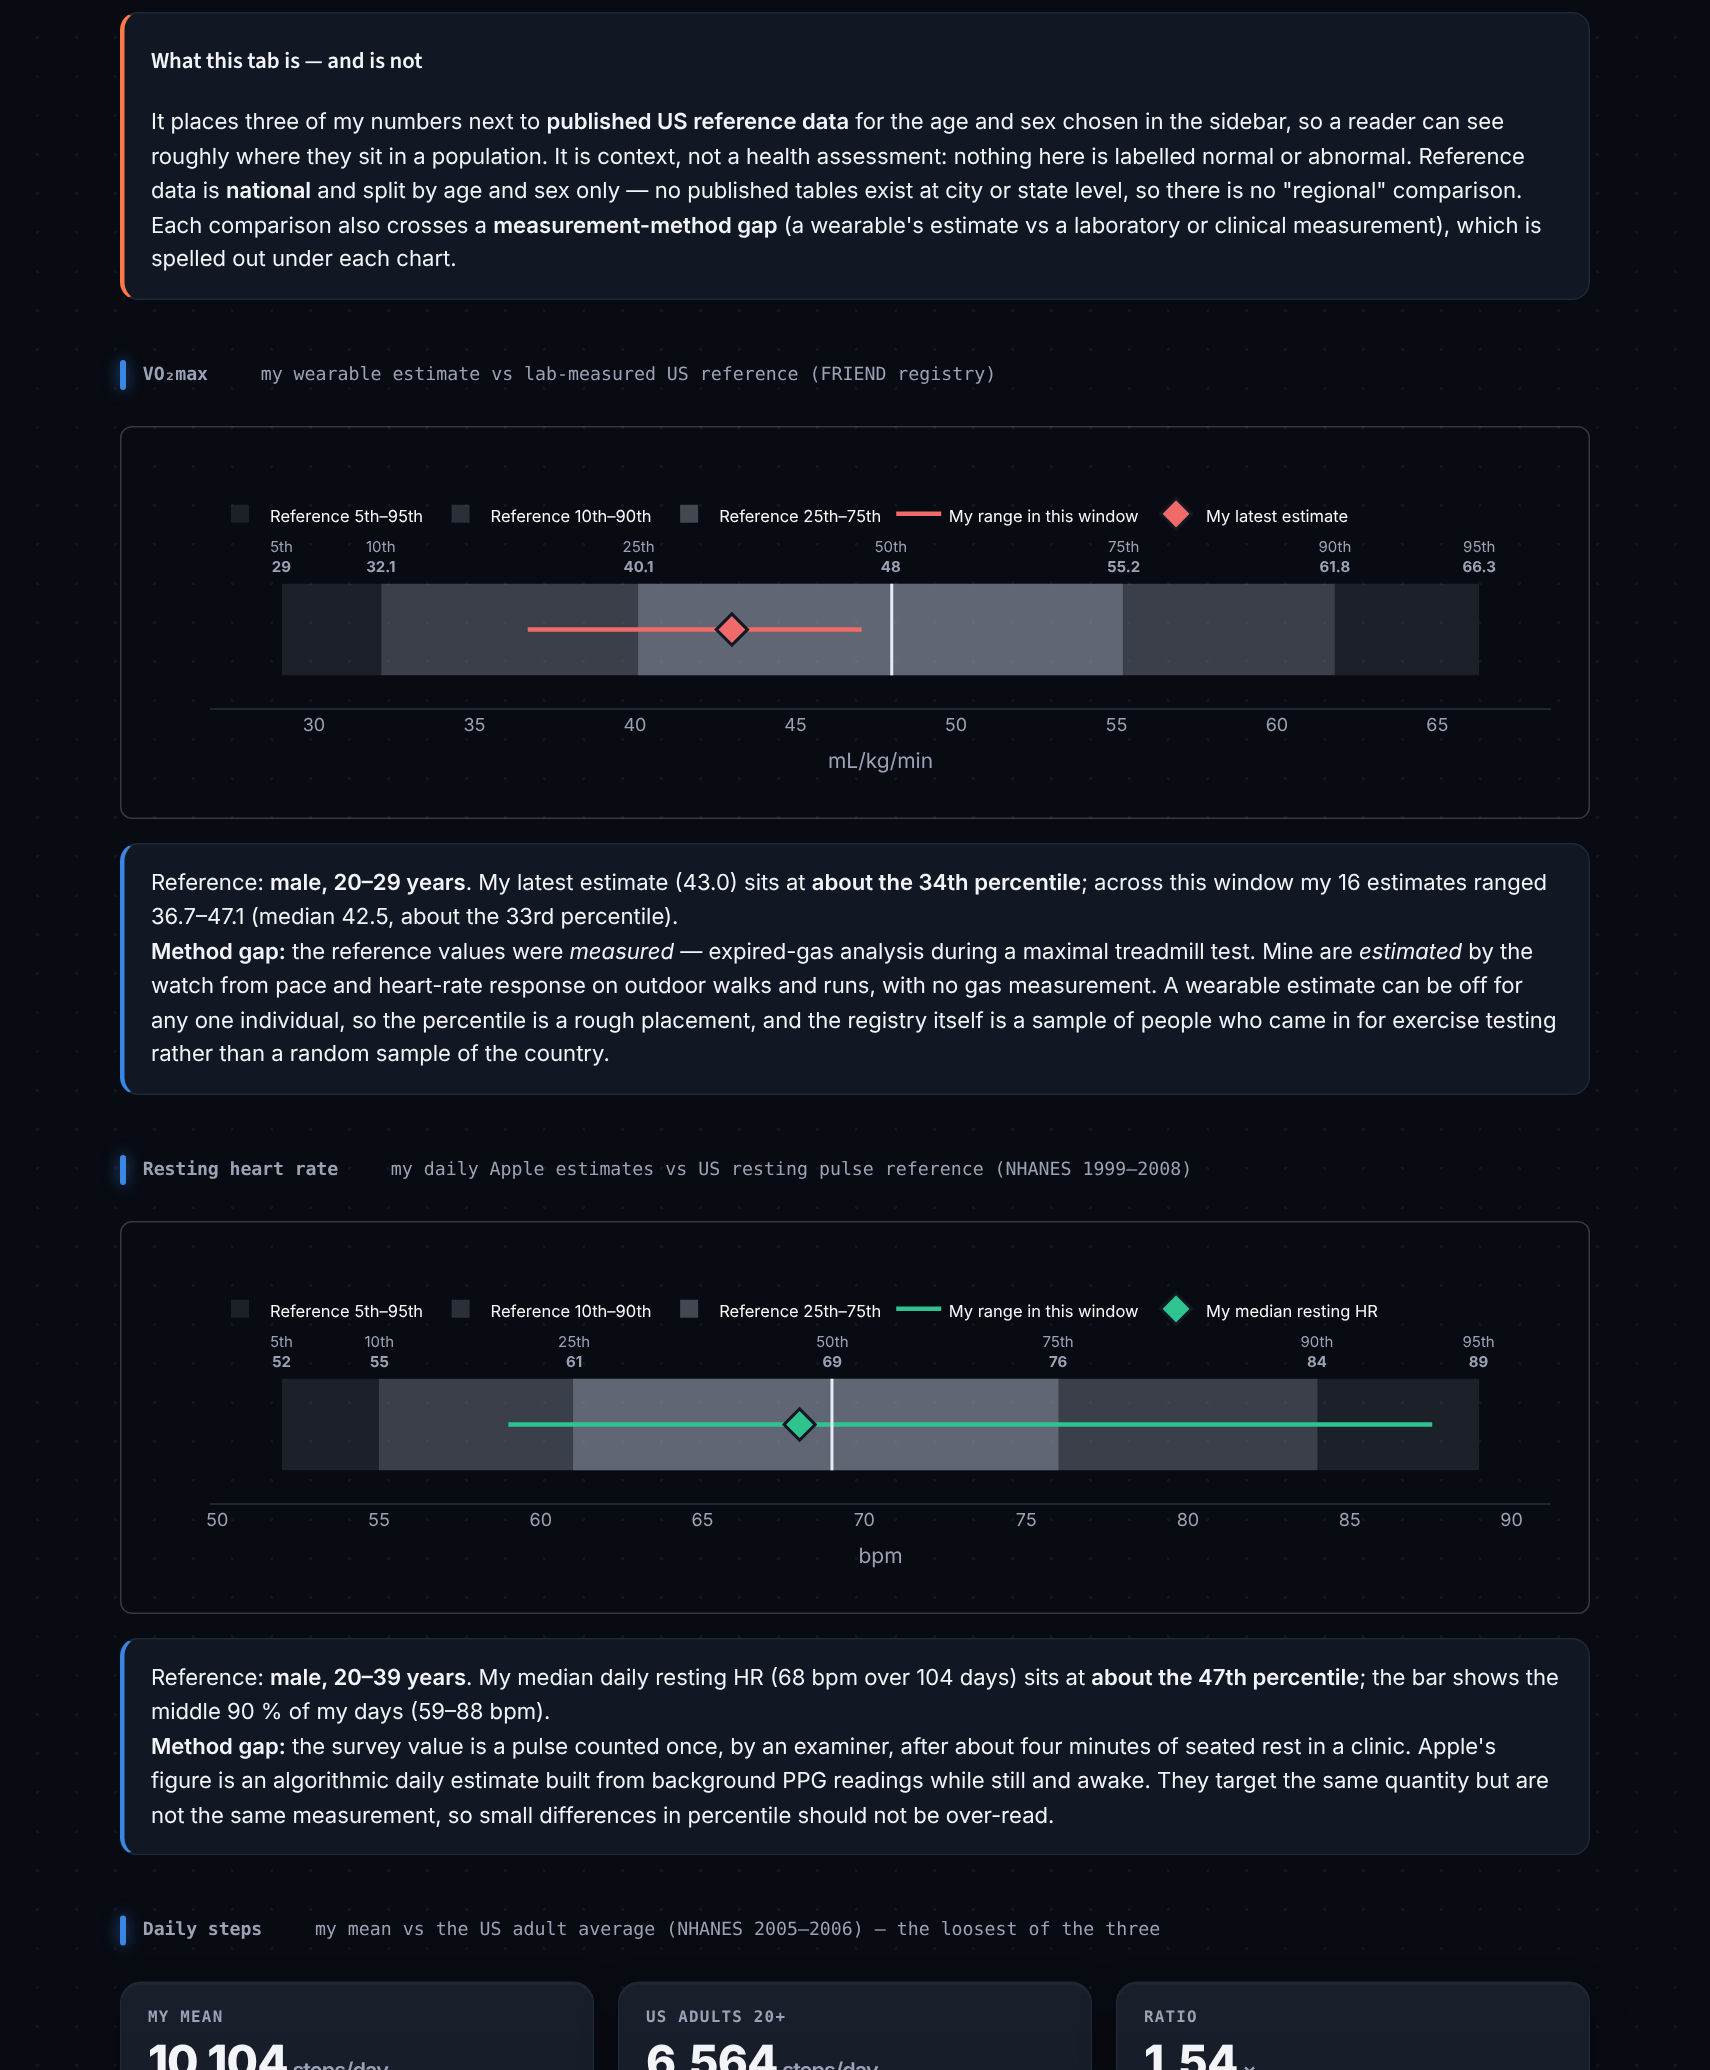 What this tab is — and is not
It places three of my numbers next to published US reference data for the age and sex chosen in the sidebar, so a reader can see
roughly where they sit in a population. It is context, not a health assessment: nothing here is labelled normal or abnormal. Reference
data is national and split by age and sex only — no published tables exist at city or state level, so there is no "regional" comparison.
Each comparison also crosses a measurement-method gap (a wearable's estimate vs a laboratory or clinical measurement), which is
spelled out under each chart.
VO₂max my wearable estimate vs lab-measured US reference (FRIEND registry)
Reference 5th–95th Reference 10th–90th Reference 25th–75th My range in this window My latest estimate
5th 10th 25th 50th 75th 90th 95th
29 32.1 40.1 48 55.2 61.8 66.3
30 35 40 45 50 55 60 65
mL/kg/min
Reference: male, 20–29 years. My latest estimate (43.0) sits at about the 34th percentile; across this window my 16 estimates ranged
36.7–47.1 (median 42.5, about the 33rd percentile).
Method gap: the reference values were measured — expired-gas analysis during a maximal treadmill test. Mine are estimated by the
watch from pace and heart-rate response on outdoor walks and runs, with no gas measurement. A wearable estimate can be off for
any one individual, so the percentile is a rough placement, and the registry itself is a sample of people who came in for exercise testing
rather than a random sample of the country.
Resting heart rate my daily Apple estimates vs US resting pulse reference (NHANES 1999–2008)
Reference 5th–95th Reference 10th–90th Reference 25th–75th My range in this window My median resting HR
5th 10th 25th 50th 75th 90th 95th
52 55 61 69 76 84 89
50 55 60 65 70 75 80 85 90
bpm
Reference: male, 20–39 years. My median daily resting HR (68 bpm over 104 days) sits at about the 47th percentile; the bar shows the
middle 90 % of my days (59–88 bpm).
Method gap: the survey value is a pulse counted once, by an examiner, after about four minutes of seated rest in a clinic. Apple's
figure is an algorithmic daily estimate built from background PPG readings while still and awake. They target the same quantity but are
not the same measurement, so small differences in percentile should not be over-read.
Daily steps my mean vs the US adult average (NHANES 2005–2006) — the loosest of the three
MY MEAN US ADULTS 20+ RATIO
10,104 steps/day 6,564 steps/day 1.54 ×